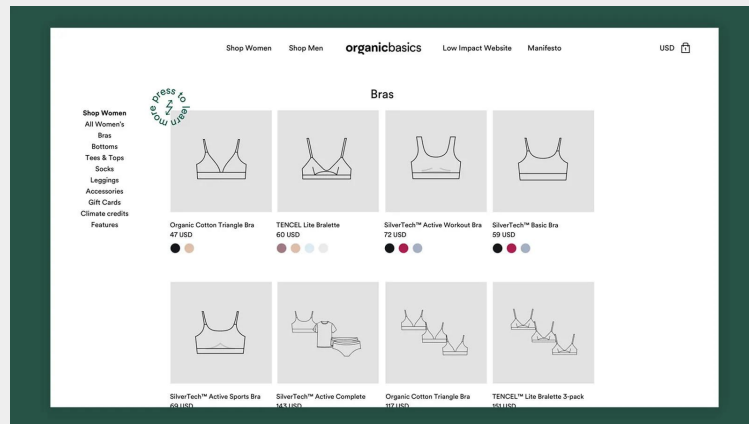 Shop Women
Shop Men
organicbasics
Low Impact Website
Manifesto
USD
press to learn more
Bras
Shop Women
All Women's
Bras
Bottoms
Tees & Tops
Socks
Leggings
Accessories
Gift Cards
Climate credits
Features
Organic Cotton Triangle Bra
47 USD
TENCEL Lite Bralette
60 USD
SilverTech™ Active Workout Bra
72 USD
SilverTech™ Basic Bra
59 USD
SilverTech™ Active Sports Bra
69 USD
SilverTech™ Active Complete
143 USD
Organic Cotton Triangle Bra
117 USD
TENCEL™ Lite Bralette 3-pack
151 USD